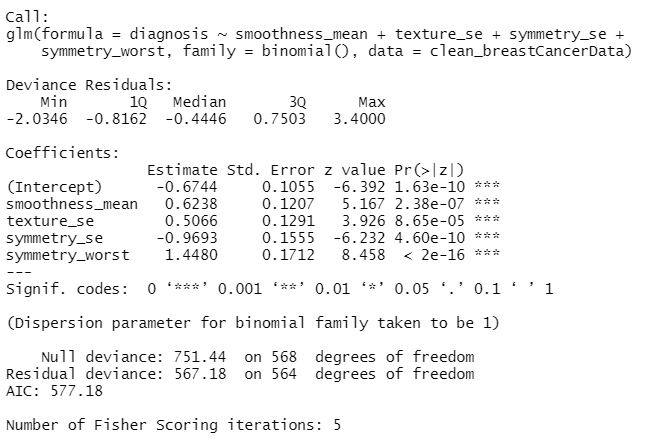 Call:
glm(formula = diagnosis ~ smoothness_mean + texture_se + symmetry_se +
    symmetry_worst, family = binomial(), data = clean_breastCancerData)

Deviance Residuals:
    Min       1Q   Median       3Q      Max
-2.0346  -0.8162  -0.4446   0.7503   3.4000

Coefficients:
                Estimate Std. Error z value Pr(>|z|)
(Intercept)      -0.6744     0.1055  -6.392 1.63e-10 ***
smoothness_mean   0.6238     0.1207   5.167 2.38e-07 ***
texture_se        0.5066     0.1291   3.926 8.65e-05 ***
symmetry_se      -0.9693     0.1555  -6.232 4.60e-10 ***
symmetry_worst    1.4480     0.1712   8.458  < 2e-16 ***
---
Signif. codes:  0 ‘***’ 0.001 ‘**’ 0.01 ‘*’ 0.05 ‘.’ 0.1 ‘ ’ 1

(Dispersion parameter for binomial family taken to be 1)

    Null deviance: 751.44  on 568  degrees of freedom
Residual deviance: 567.18  on 564  degrees of freedom
AIC: 577.18

Number of Fisher Scoring iterations: 5